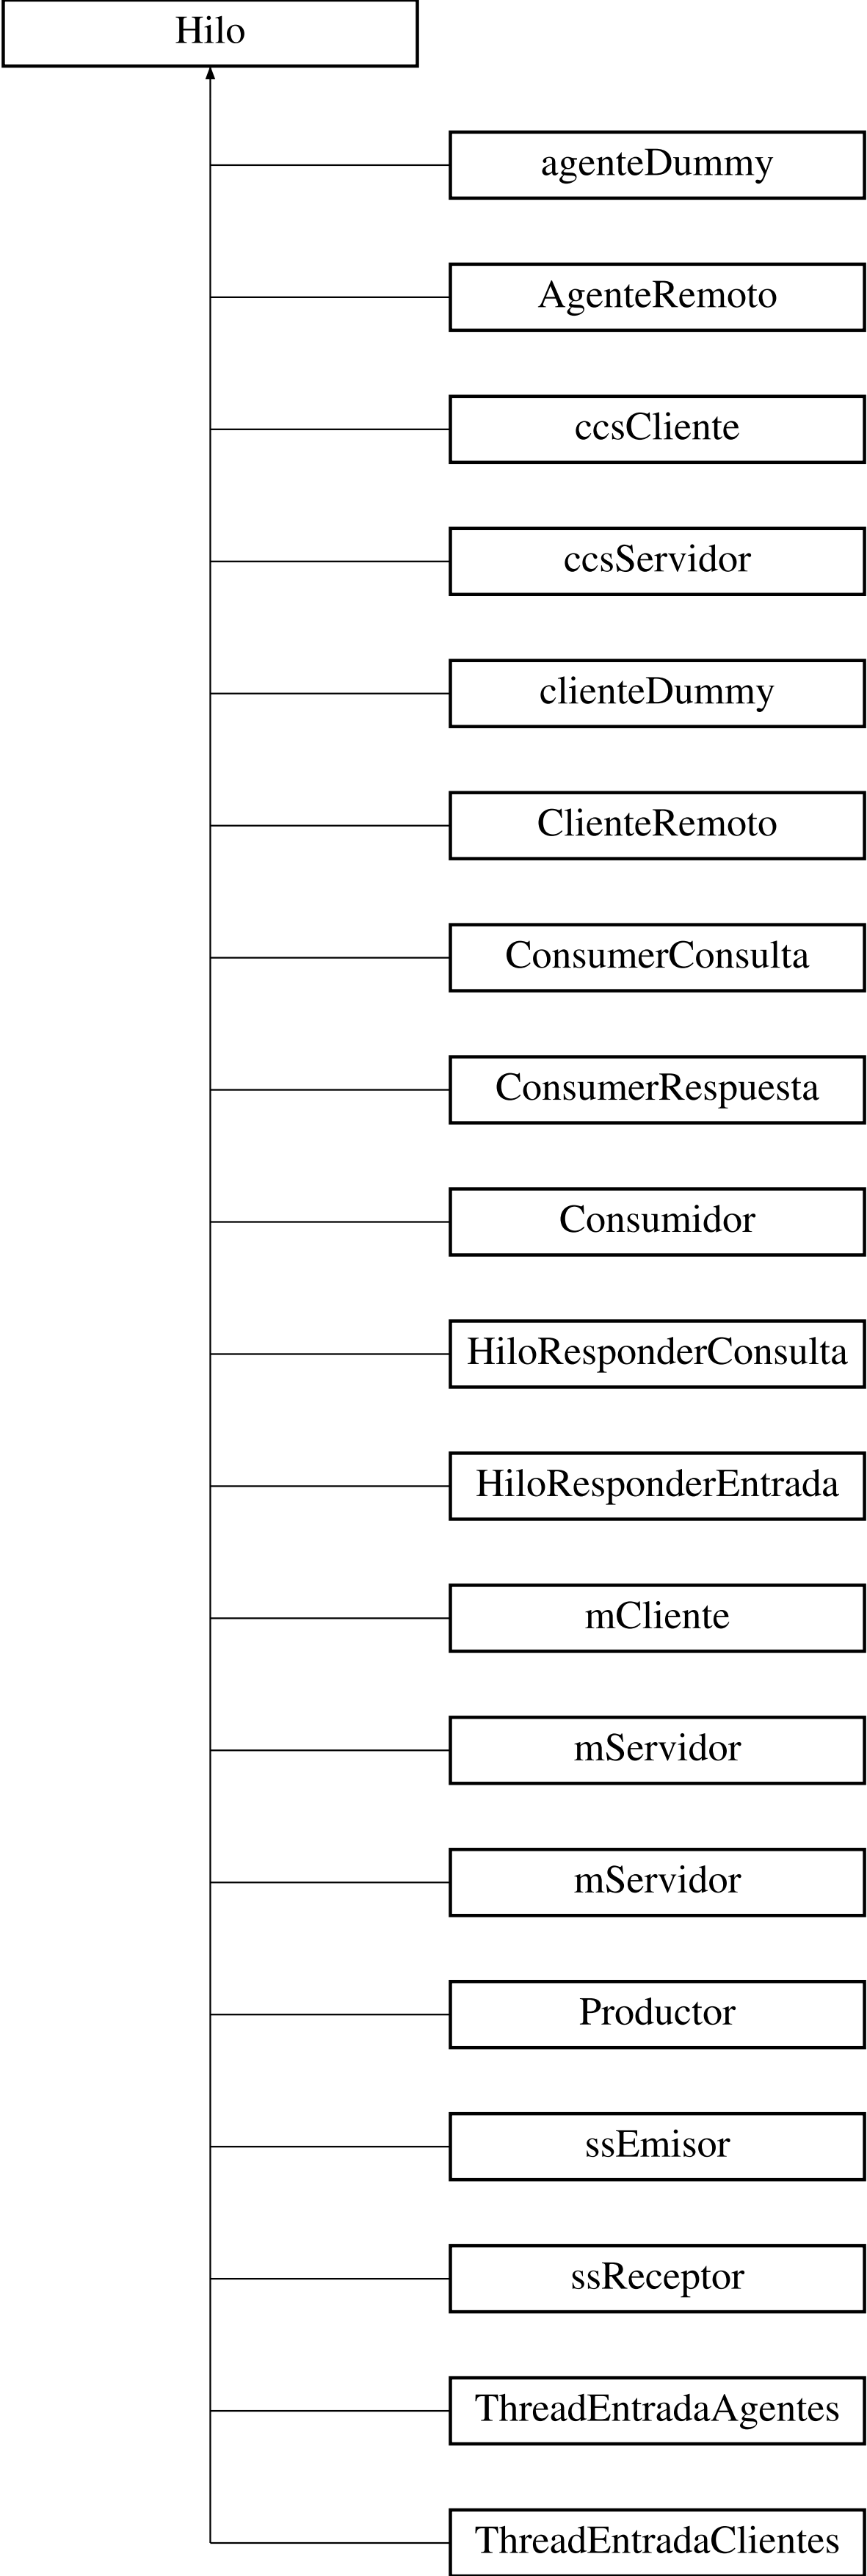 Hilo
agenteDummy
AgenteRemoto
ccsCliente
ccsServidor
clienteDummy
ClienteRemoto
ConsumerConsulta
ConsumerRespuesta
Consumidor
HiloResponderConsulta
HiloResponderEntrada
mCliente
mServidor
mServidor
Productor
ssEmisor
ssReceptor
ThreadEntradaAgentes
ThreadEntradaClientes